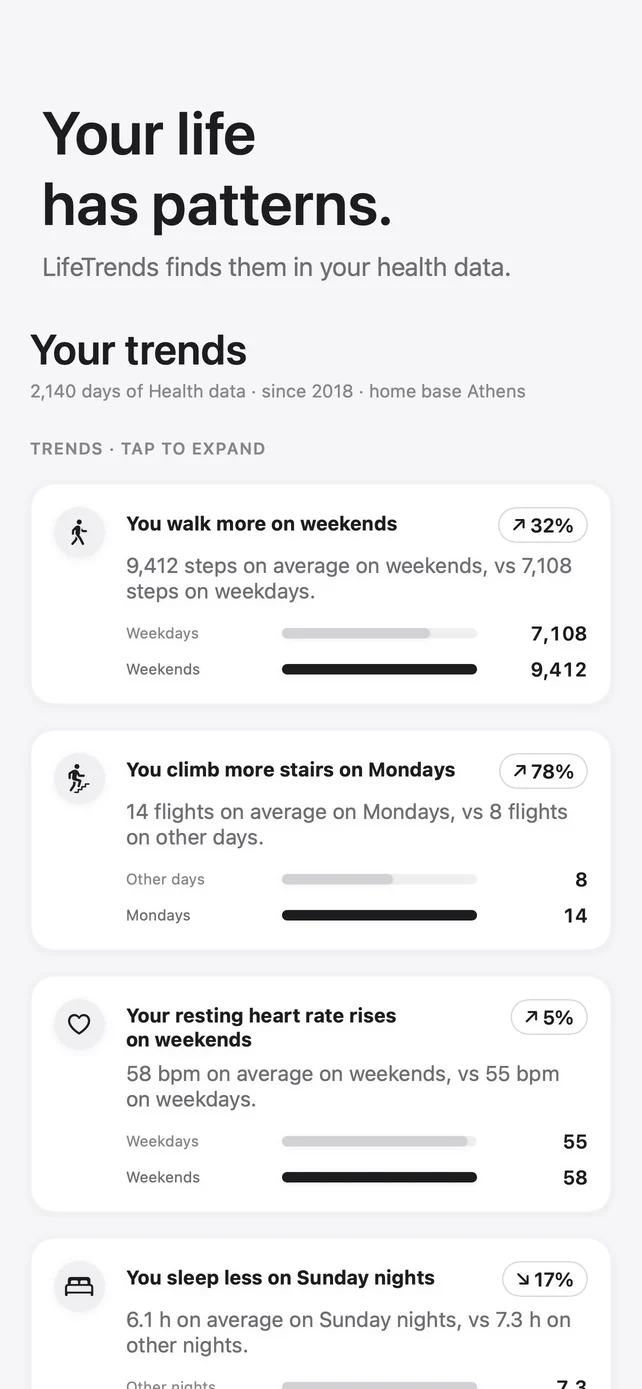 Your life
has patterns.
LifeTrends finds them in your health data.
Your trends
2,140 days of Health data · since 2018 · home base Athens
TRENDS · TAP TO EXPAND
You walk more on weekends
↗ 32%
9,412 steps on average on weekends, vs 7,108
steps on weekdays.
Weekdays 7,108
Weekends 9,412
You climb more stairs on Mondays
↗ 78%
14 flights on average on Mondays, vs 8 flights
on other days.
Other days 8
Mondays 14
Your resting heart rate rises
on weekends
↗ 5%
58 bpm on average on weekends, vs 55 bpm
on weekdays.
Weekdays 55
Weekends 58
You sleep less on Sunday nights
↘ 17%
6.1 h on average on Sunday nights, vs 7.3 h on
other nights.
Other nights 7.3